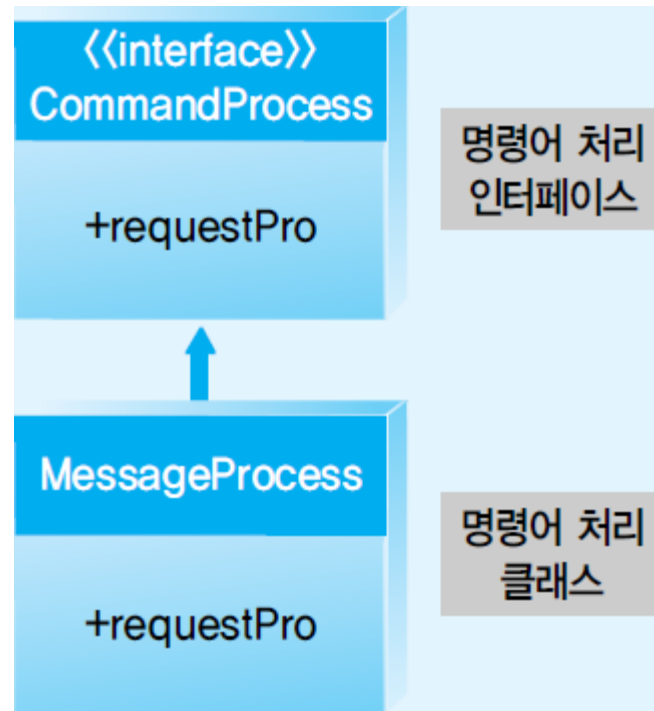 《interface》
CommandProcess
+requestPro
명령어 처리
인터페이스
MessageProcess
+requestPro
명령어 처리
클래스